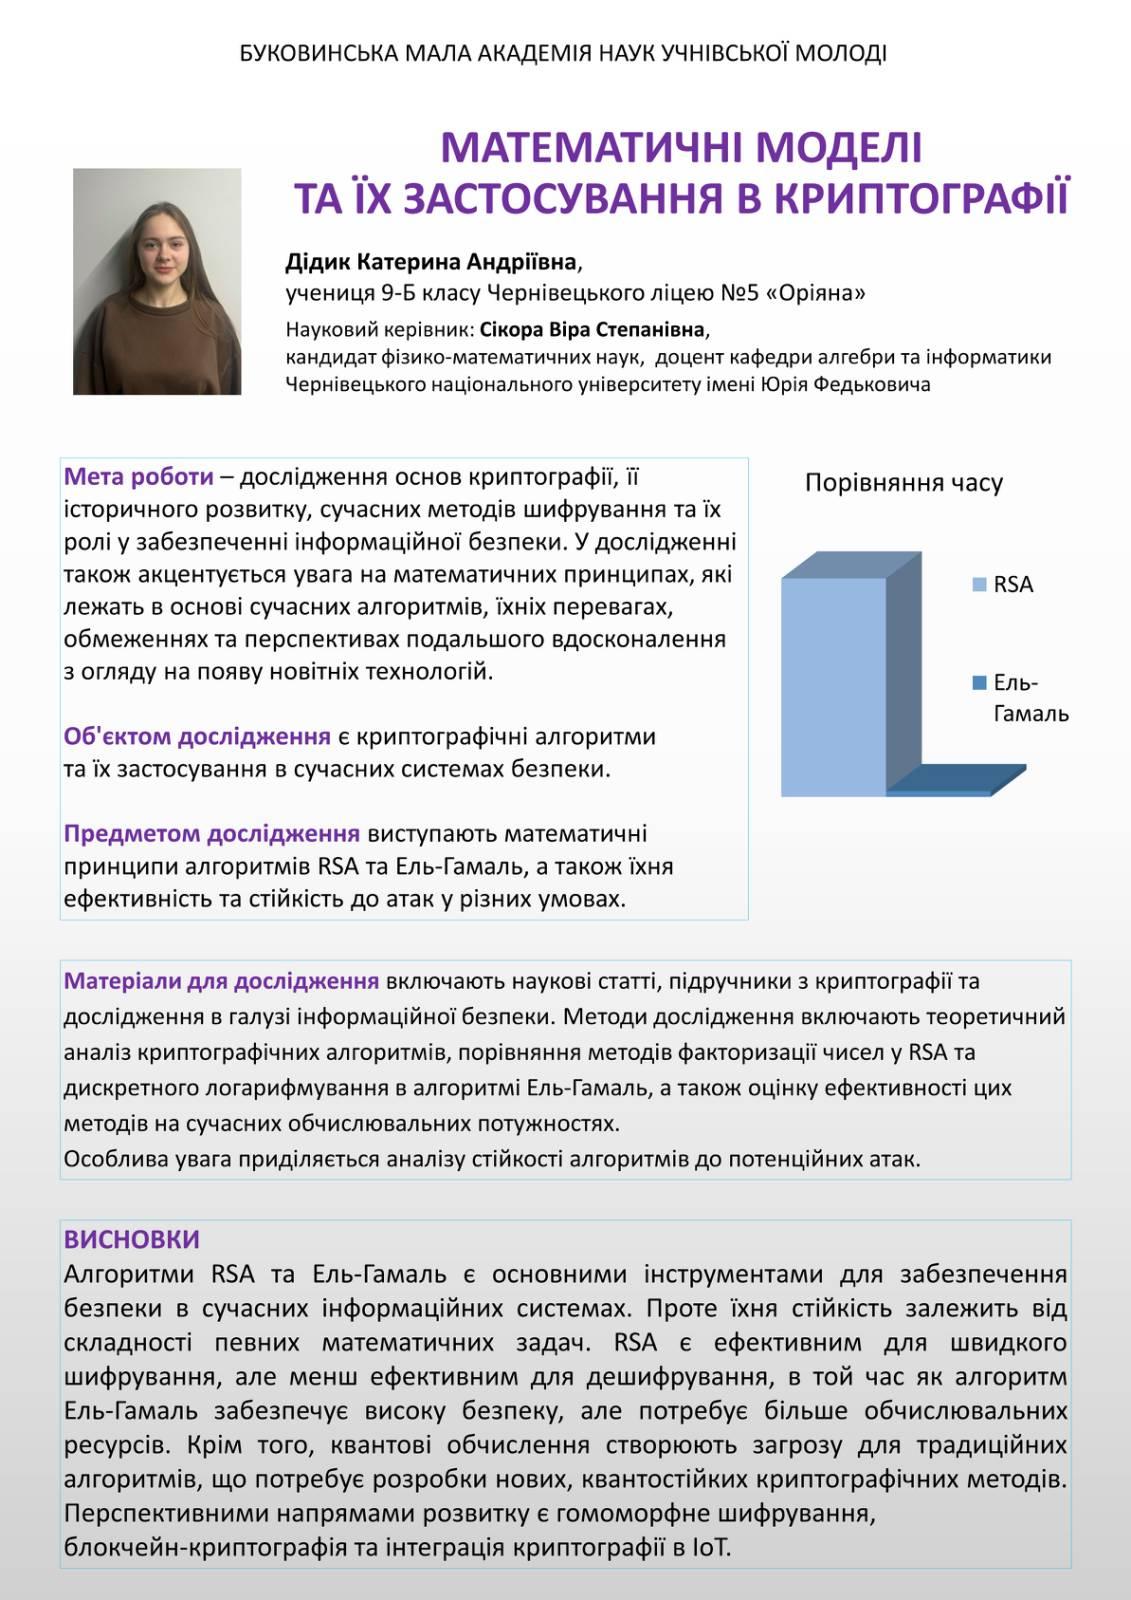 БУКОВИНСЬКА МАЛА АКАДЕМІЯ НАУК УЧНІВСЬКОЇ МОЛОДІ
МАТЕМАТИЧНІ МОДЕЛІ
ТА ЇХ ЗАСТОСУВАННЯ В КРИПТОГРАФІЇ
Дідик Катерина Андріївна,
учениця 9-Б класу Чернівецького ліцею №5 «Оріяна»
Науковий керівник: Сікора Віра Степанівна,
кандидат фізико-математичних наук, доцент кафедри алгебри та інформатики
Чернівецького національного університету імені Юрія Федьковича
Мета роботи – дослідження основ криптографії, її
історичного розвитку, сучасних методів шифрування та їх
ролі у забезпеченні інформаційної безпеки. У дослідженні
також акцентується увага на математичних принципах, які
лежать в основі сучасних алгоритмів, їхніх перевагах,
обмеженнях та перспективах подальшого вдосконалення
з огляду на появу новітніх технологій.
Об'єктом дослідження є криптографічні алгоритми
та їх застосування в сучасних системах безпеки.
Предметом дослідження виступають математичні
принципи алгоритмів RSA та Ель-Гамаль, а також їхня
ефективність та стійкість до атак у різних умовах.
Порівняння часу
RSA
Ель-
Гамаль
Матеріали для дослідження включають наукові статті, підручники з криптографії та
дослідження в галузі інформаційної безпеки. Методи дослідження включають теоретичний
аналіз криптографічних алгоритмів, порівняння методів факторизації чисел у RSA та
дискретного логарифмування в алгоритмі Ель-Гамаль, а також оцінку ефективності цих
методів на сучасних обчислювальних потужностях.
Особлива увага приділяється аналізу стійкості алгоритмів до потенційних атак.
ВИСНОВКИ
Алгоритми RSA та Ель-Гамаль є основними інструментами для забезпечення
безпеки в сучасних інформаційних системах. Проте їхня стійкість залежить від
складності певних математичних задач. RSA є ефективним для швидкого
шифрування, але менш ефективним для дешифрування, в той час як алгоритм
Ель-Гамаль забезпечує високу безпеку, але потребує більше обчислювальних
ресурсів. Крім того, квантові обчислення створюють загрозу для традиційних
алгоритмів, що потребує розробки нових, квантостійких криптографічних методів.
Перспективними напрямами розвитку є гомоморфне шифрування,
блокчейн-криптографія та інтеграція криптографії в IoT.